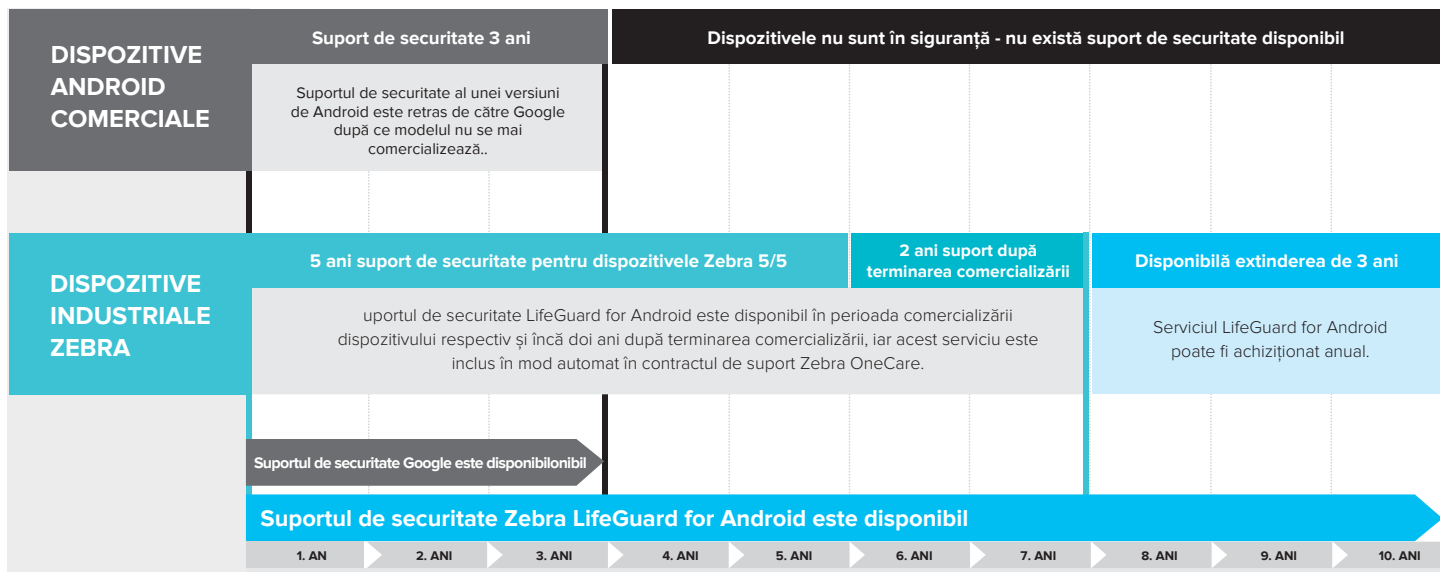 DISPOZITIVE
ANDROID
COMERCIALE
Suport de securitate 3 ani
Dispozitivele nu sunt în siguranță - nu există suport de securitate disponibil
Suportul de securitate al unei versiuni
de Android este retras de către Google
după ce modelul nu se mai
comercializează..
DISPOZITIVE
INDUSTRIALE
ZEBRA
5 ani suport de securitate pentru dispozitivele Zebra 5/5
2 ani suport după
terminarea comercializării
Disponibilă extinderea de 3 ani
uportul de securitate LifeGuard for Android este disponibil în perioada comercializării
dispozitivului respectiv și încă doi ani după terminarea comercializării, iar acest serviciu este
inclus în mod automat în contractul de suport Zebra OneCare.
Serviciul LifeGuard for Android
poate fi achiziționat anual.
Suportul de securitate Google este disponibilonibil
Suportul de securitate Zebra LifeGuard for Android este disponibil
1. AN 2. ANI 3. ANI 4. ANI 5. ANI 6. ANI 7. ANI 8. ANI 9. ANI 10. ANI